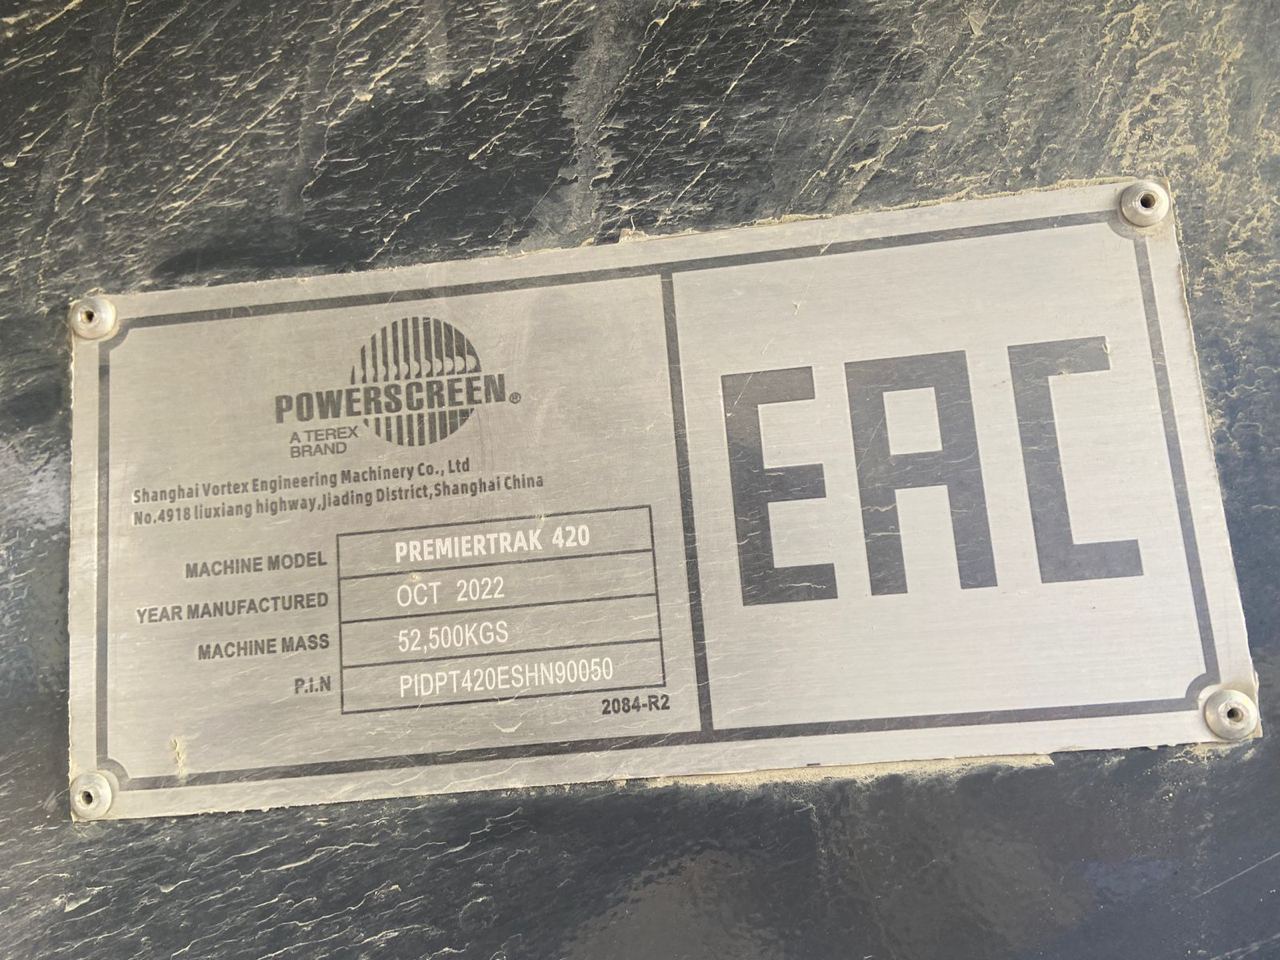 POWERSCREEN®
A TEREX
BRAND
Shanghai Vortex Engineering Machinery Co., Ltd
No.4918 liuxiang highway,Jiading District,Shanghai China
MACHINE MODEL PREMIERTRAK 420
YEAR MANUFACTURED OCT 2022
MACHINE MASS 52,500KGS
P.I.N PIDPT420ESHN90050
2084-R2
EAC